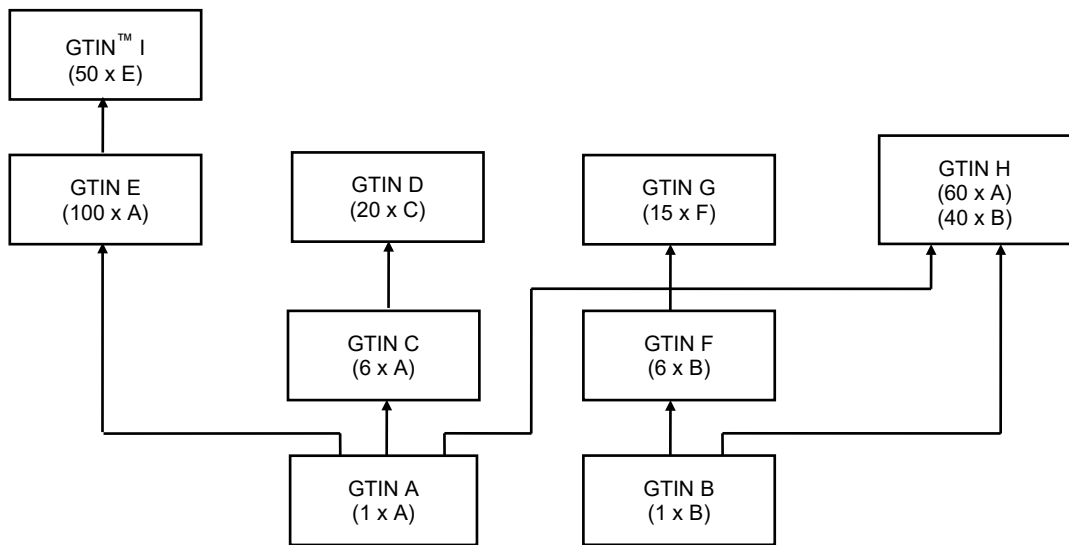 GTIN™ I
(50 x E)
GTIN E
(100 x A)
GTIN D
(20 x C)
GTIN G
(15 x F)
GTIN H
(60 x A)
(40 x B)
GTIN C
(6 x A)
GTIN F
(6 x B)
GTIN A
(1 x A)
GTIN B
(1 x B)